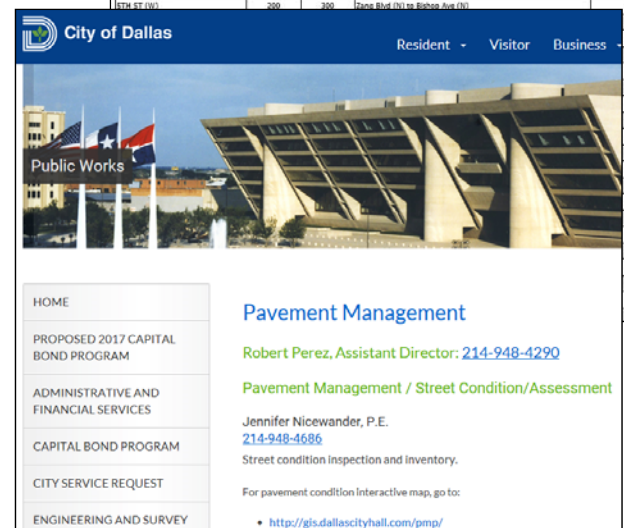 5TH ST (W) 200 300 Zang Blvd (N) to Bishop Ave (N)
City of Dallas
Resident Visitor Business
Public Works
HOME
PROPOSED 2017 CAPITAL
BOND PROGRAM
ADMINISTRATIVE AND
FINANCIAL SERVICES
CAPITAL BOND PROGRAM
CITY SERVICE REQUEST
ENGINEERING AND SURVEY
Pavement Management
Robert Perez, Assistant Director: 214-948-4290
Pavement Management / Street Condition/Assessment
Jennifer Nicewander, P.E.
214-948-4686
Street condition inspection and inventory.
For pavement condition interactive map, go to:
• http://gis.dallascityhall.com/pmp/